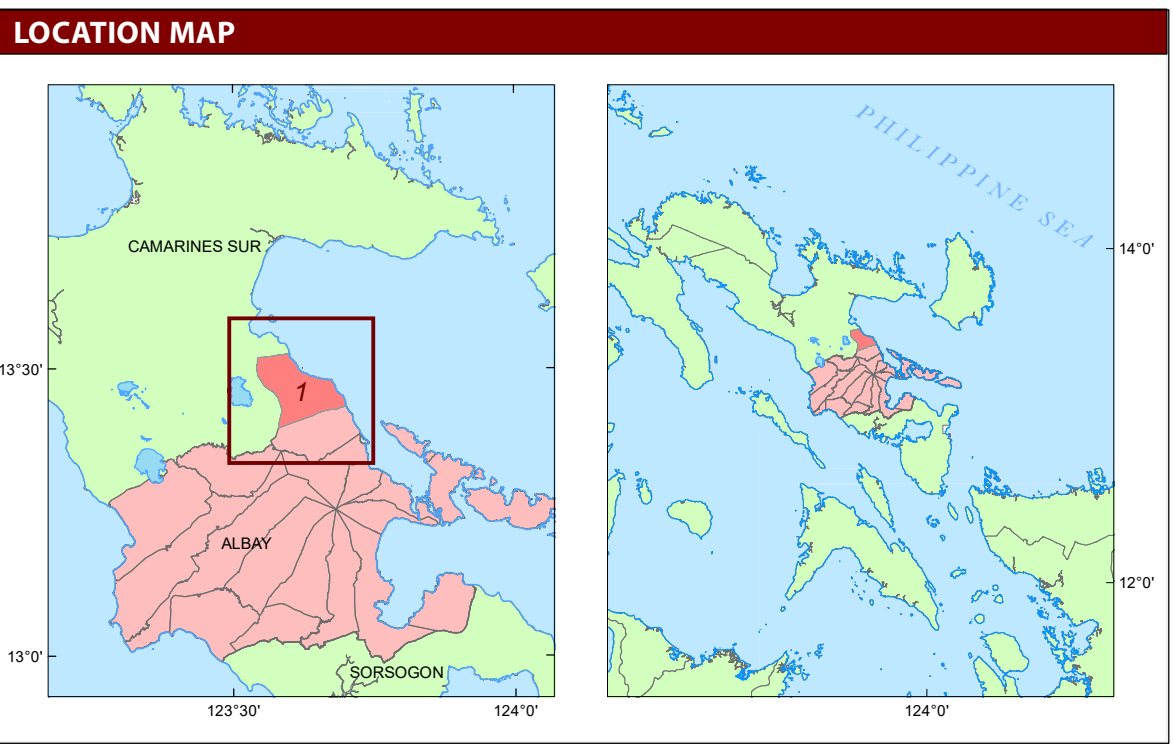 LOCATION MAP
CAMARINES SUR
13°30'
1
ALBAY
13°0'
SORSOGON
123°30'
124°0'
PHILIPPINE SEA
14°0'
12°0'
124°0'